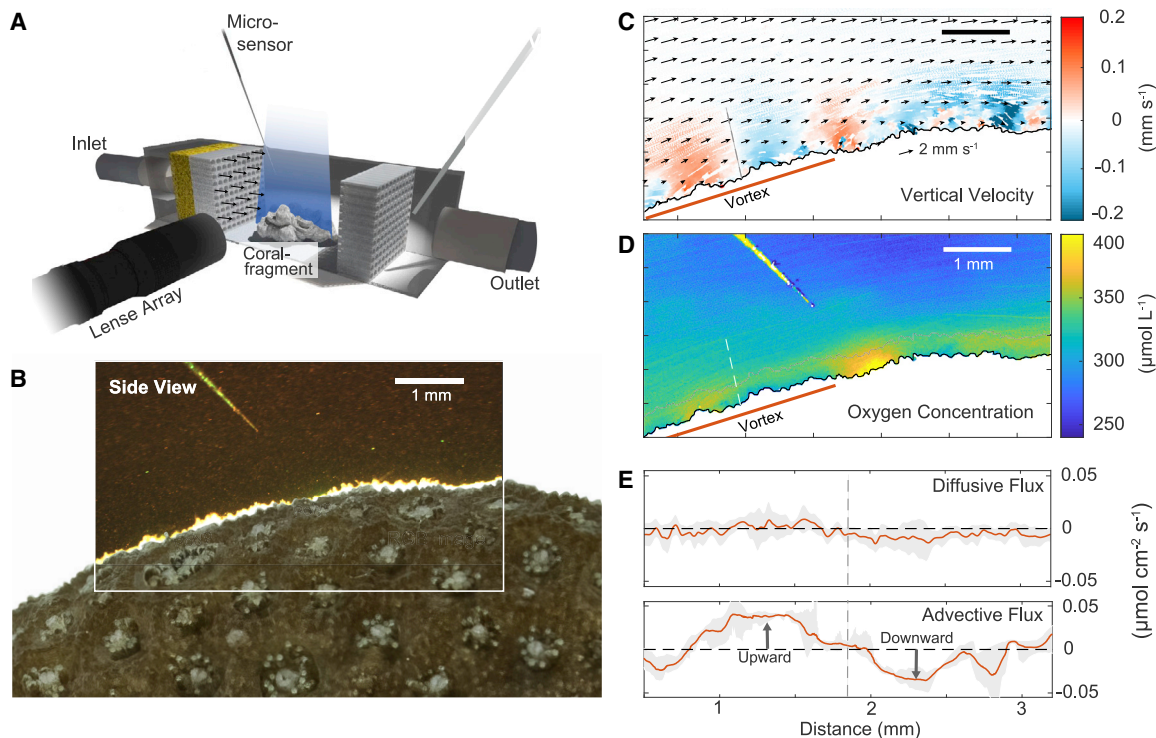 A
Micro-
sensor
Inlet
Coral-
fragment
Outlet
Lense Array
B
Side View
1 mm
C
2 mm s⁻¹
Vortex
Vertical Velocity
0.2
0.1
0
-0.1
-0.2
(mm s⁻¹)
D
1 mm
Vortex
Oxygen Concentration
400
350
300
250
(µmol L⁻¹)
E
Diffusive Flux
0.05
0
-0.05
Advective Flux
0.05
0
-0.05
Upward
Downward
(µmol cm⁻² s⁻¹)
1
2
3
Distance (mm)